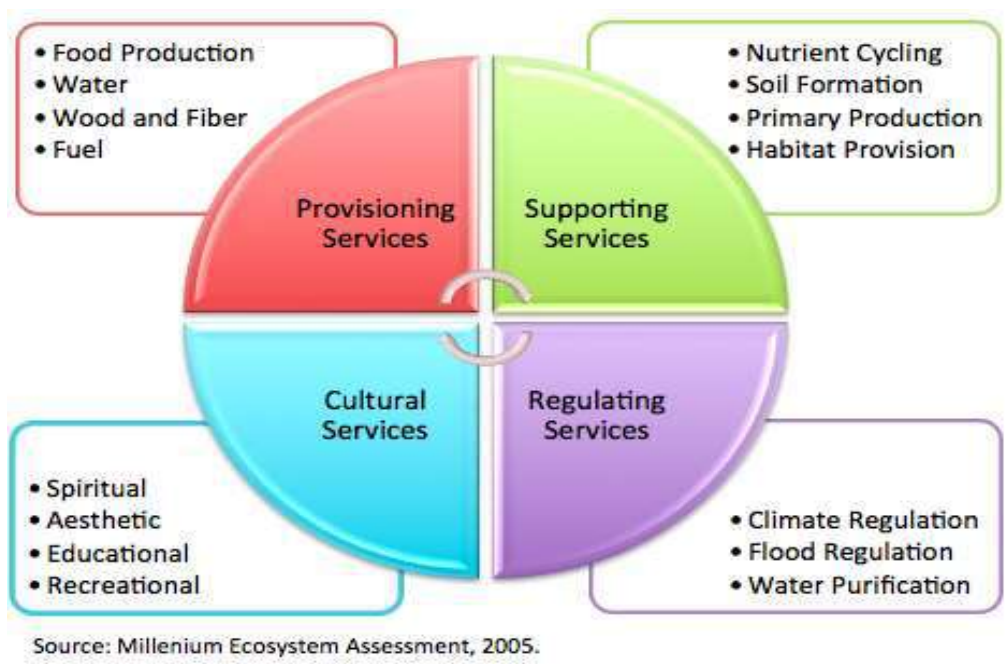 • Food Production
• Water
• Wood and Fiber
• Fuel
• Nutrient Cycling
• Soil Formation
• Primary Production
• Habitat Provision
Provisioning
Services
Supporting
Services
Cultural
Services
Regulating
Services
• Spiritual
• Aesthetic
• Educational
• Recreational
• Climate Regulation
• Flood Regulation
• Water Purification
Source: Millenium Ecosystem Assessment, 2005.